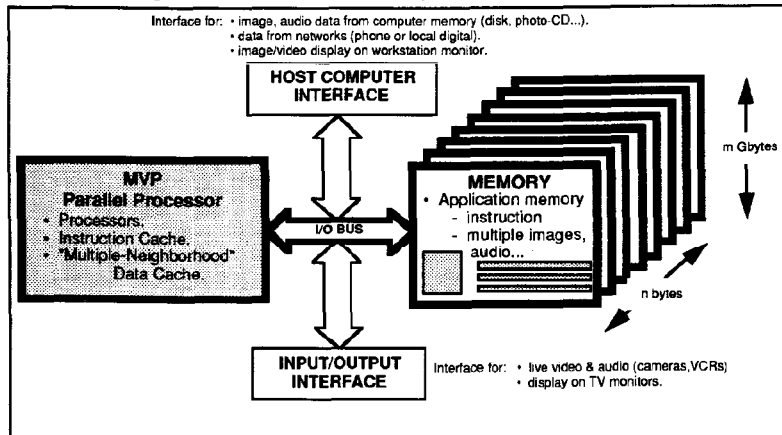 Interface for: • image, audio data from computer memory (disk, photo-CD...).
• data from networks (phone or local digital).
• image/video display on workstation monitor.
HOST COMPUTER
INTERFACE
m Gbytes
MVP
Parallel Processor
• Processors.
• Instruction Cache.
• "Multiple-Neighborhood"
Data Cache.
I/O BUS
MEMORY
• Application memory
- instruction
- multiple images,
audio...
n bytes
INPUT/OUTPUT
INTERFACE
Interface for: • live video & audio (cameras,VCRs)
• display on TV monitors.